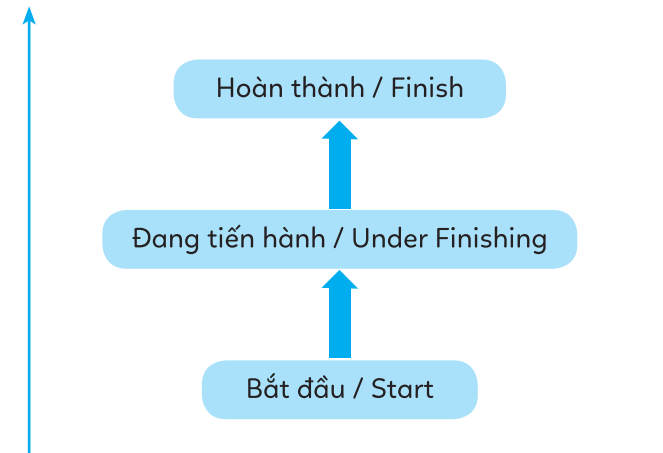 Hoàn thành / Finish
Đang tiến hành / Under Finishing
Bắt đầu / Start